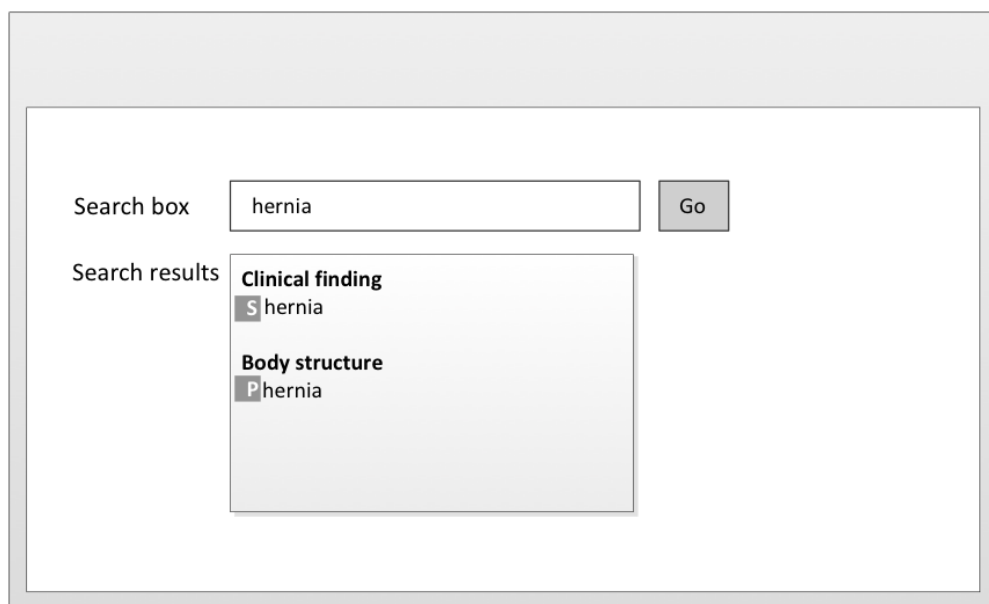 Search box hernia Go
Search results
Clinical finding
S hernia
Body structure
P hernia